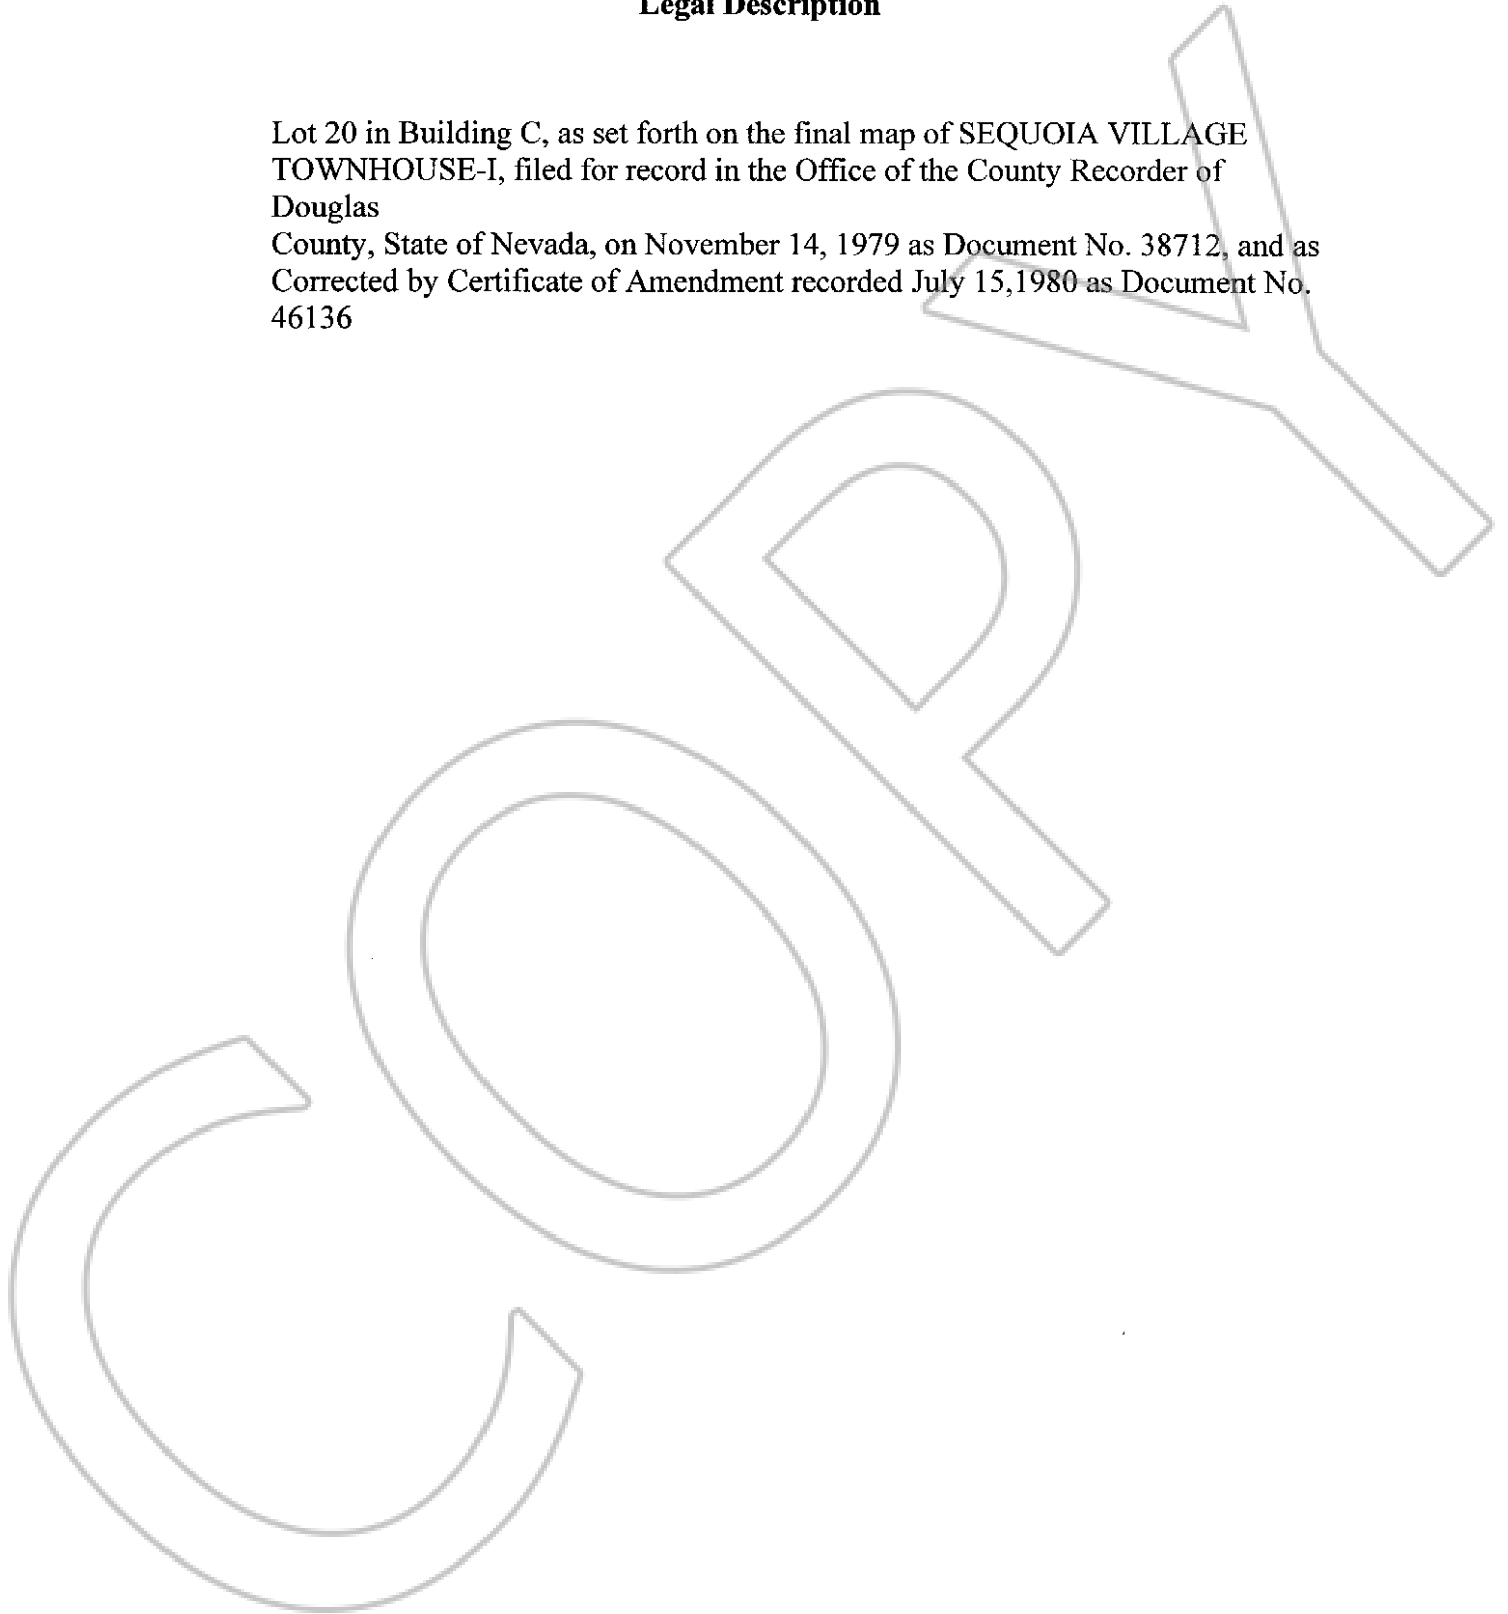 Legal Description
Lot 20 in Building C, as set forth on the final map of SEQUOIA VILLAGE
TOWNHOUSE-I, filed for record in the Office of the County Recorder of
Douglas
County, State of Nevada, on November 14, 1979 as Document No. 38712, and as
Corrected by Certificate of Amendment recorded July 15,1980 as Document No.
46136
COPY